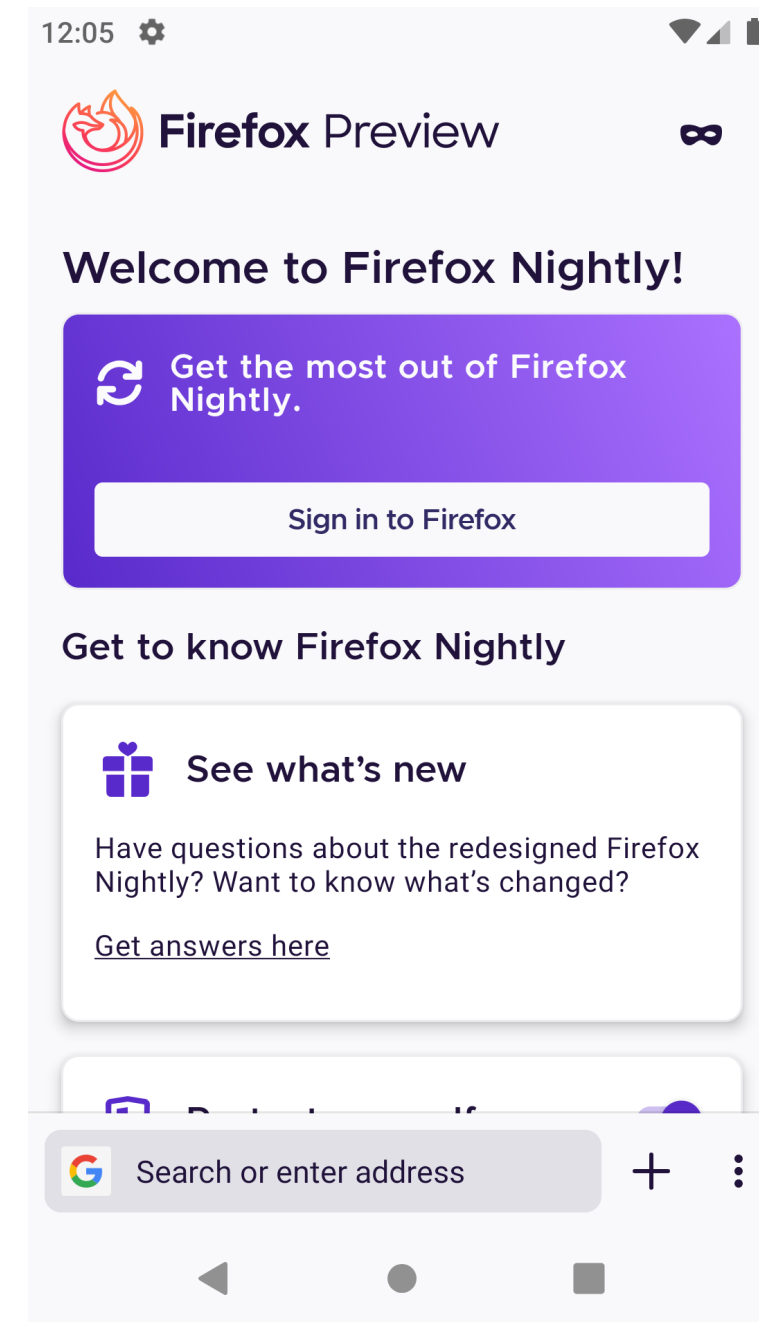 12:05
Firefox Preview
Welcome to Firefox Nightly!
Get the most out of Firefox
Nightly.
Sign in to Firefox
Get to know Firefox Nightly
See what’s new
Have questions about the redesigned Firefox
Nightly? Want to know what’s changed?
Get answers here
Search or enter address